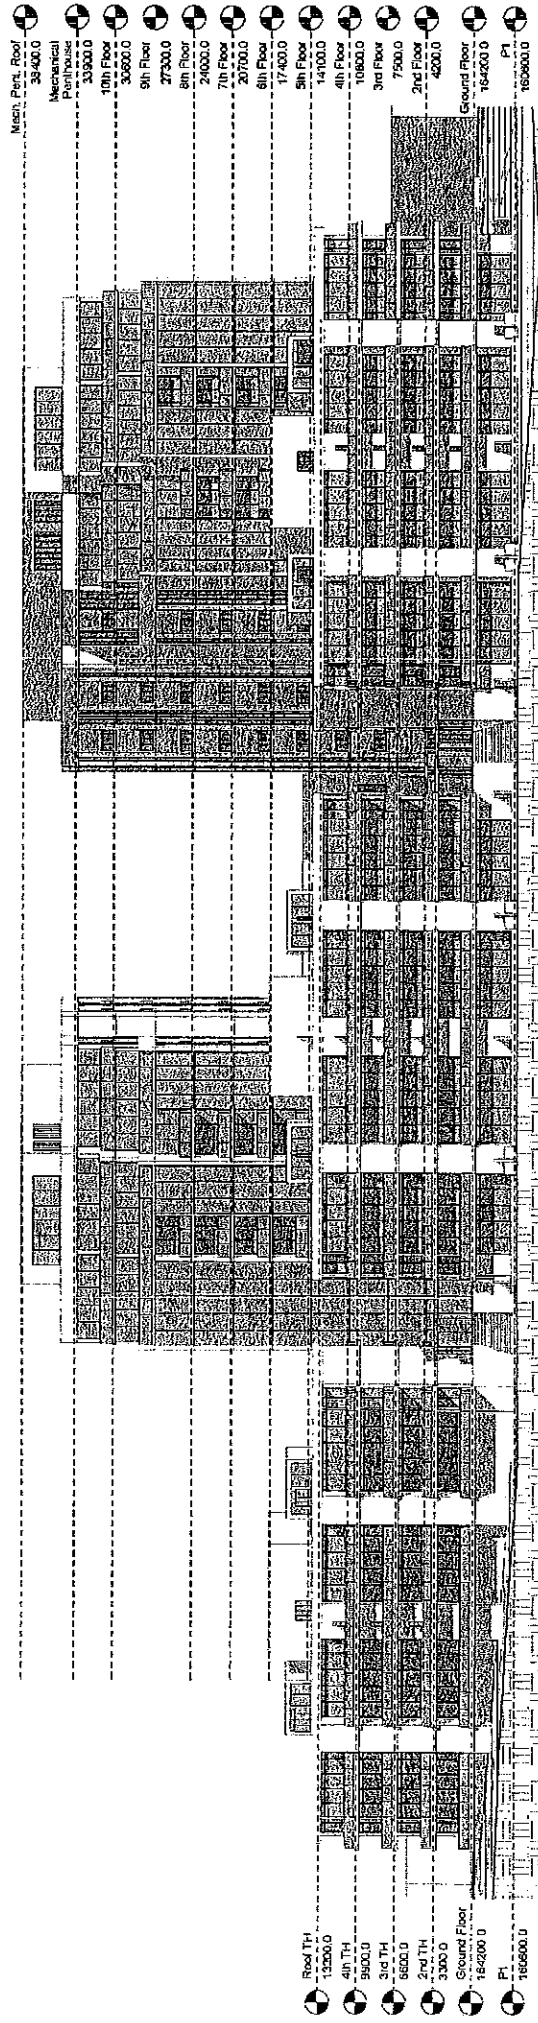 Mech. Pent. Roof
38400.0
Mechanical
Penthouse
33900.0
10th Floor
30600.0
9th Floor
27300.0
8th Floor
24000.0
7th Floor
20700.0
6th Floor
17400.0
5th Floor
14100.0
4th Floor
10800.0
3rd Floor
7500.0
2nd Floor
4200.0
Ground Floor
164200.0
P1
160600.0
Roof TH
13200.0
4th TH
9900.0
3rd TH
6600.0
2nd TH
3300.0
Ground Floor
164200.0
P1
160600.0